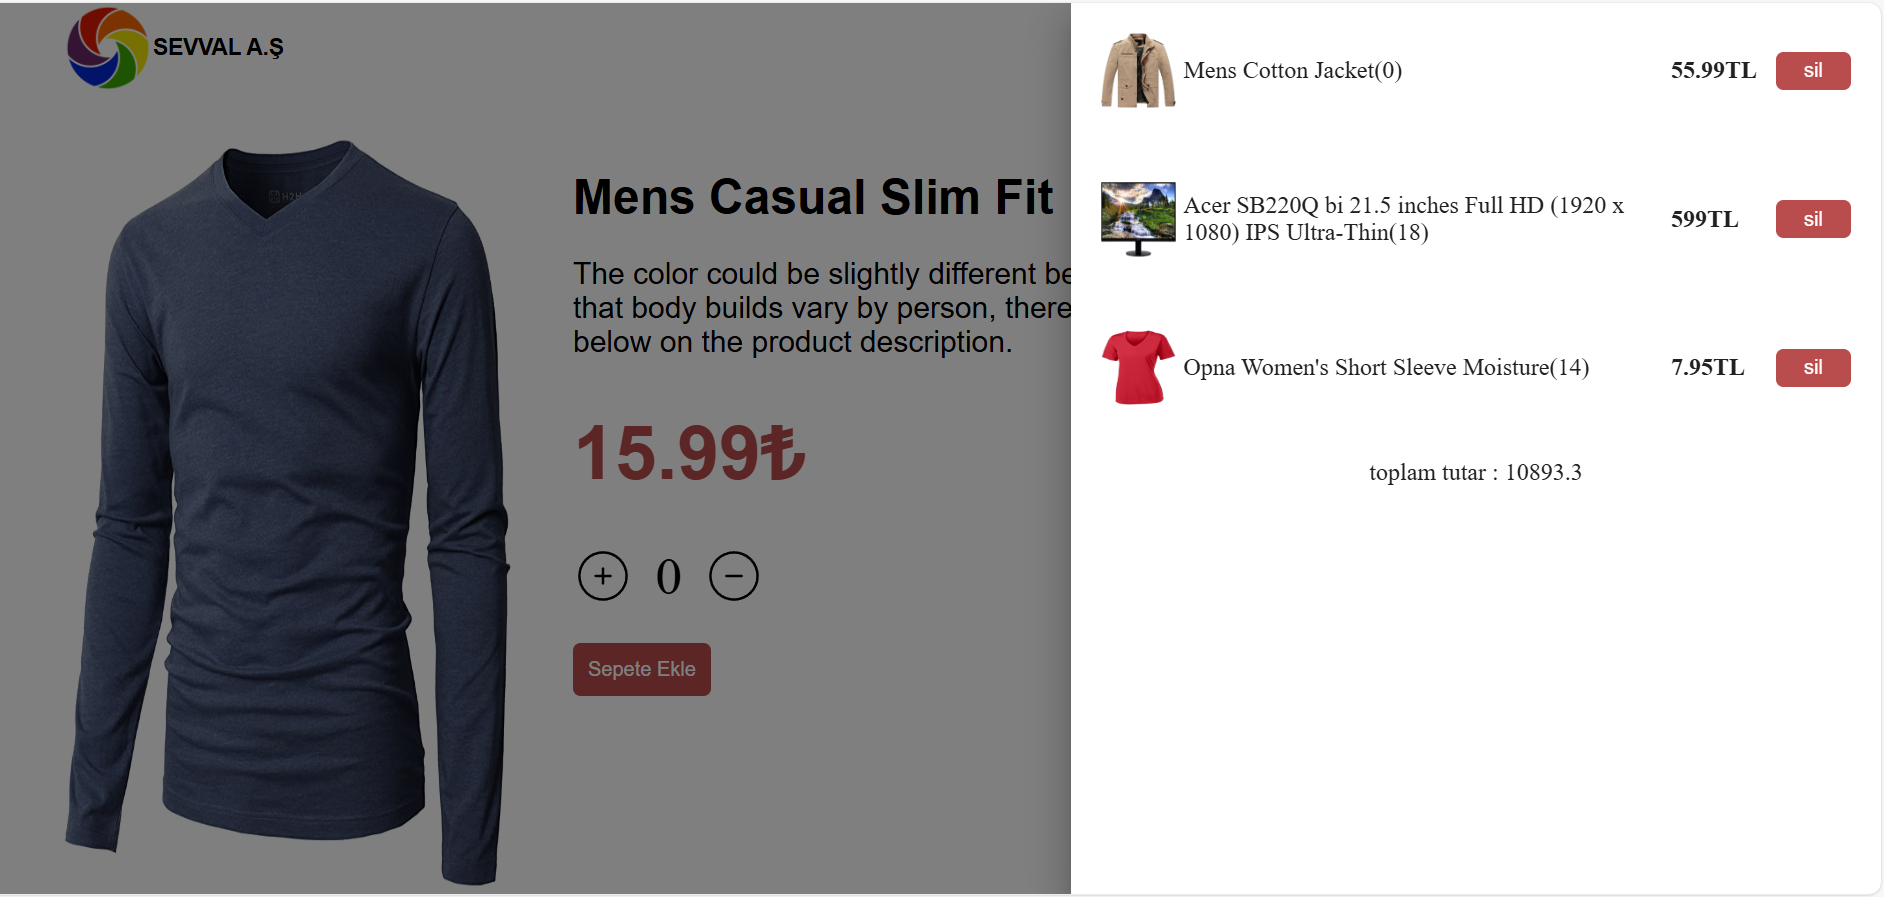 SEVVAL A.Ş
Mens Casual Slim Fit
The color could be slightly different be
that body builds vary by person, there
below on the product description.
15.99₺
0
Sepete Ekle
Mens Cotton Jacket(0)
55.99TL
sil
Acer SB220Q bi 21.5 inches Full HD (1920 x
1080) IPS Ultra-Thin(18)
599TL
sil
Opna Women's Short Sleeve Moisture(14)
7.95TL
sil
toplam tutar : 10893.3